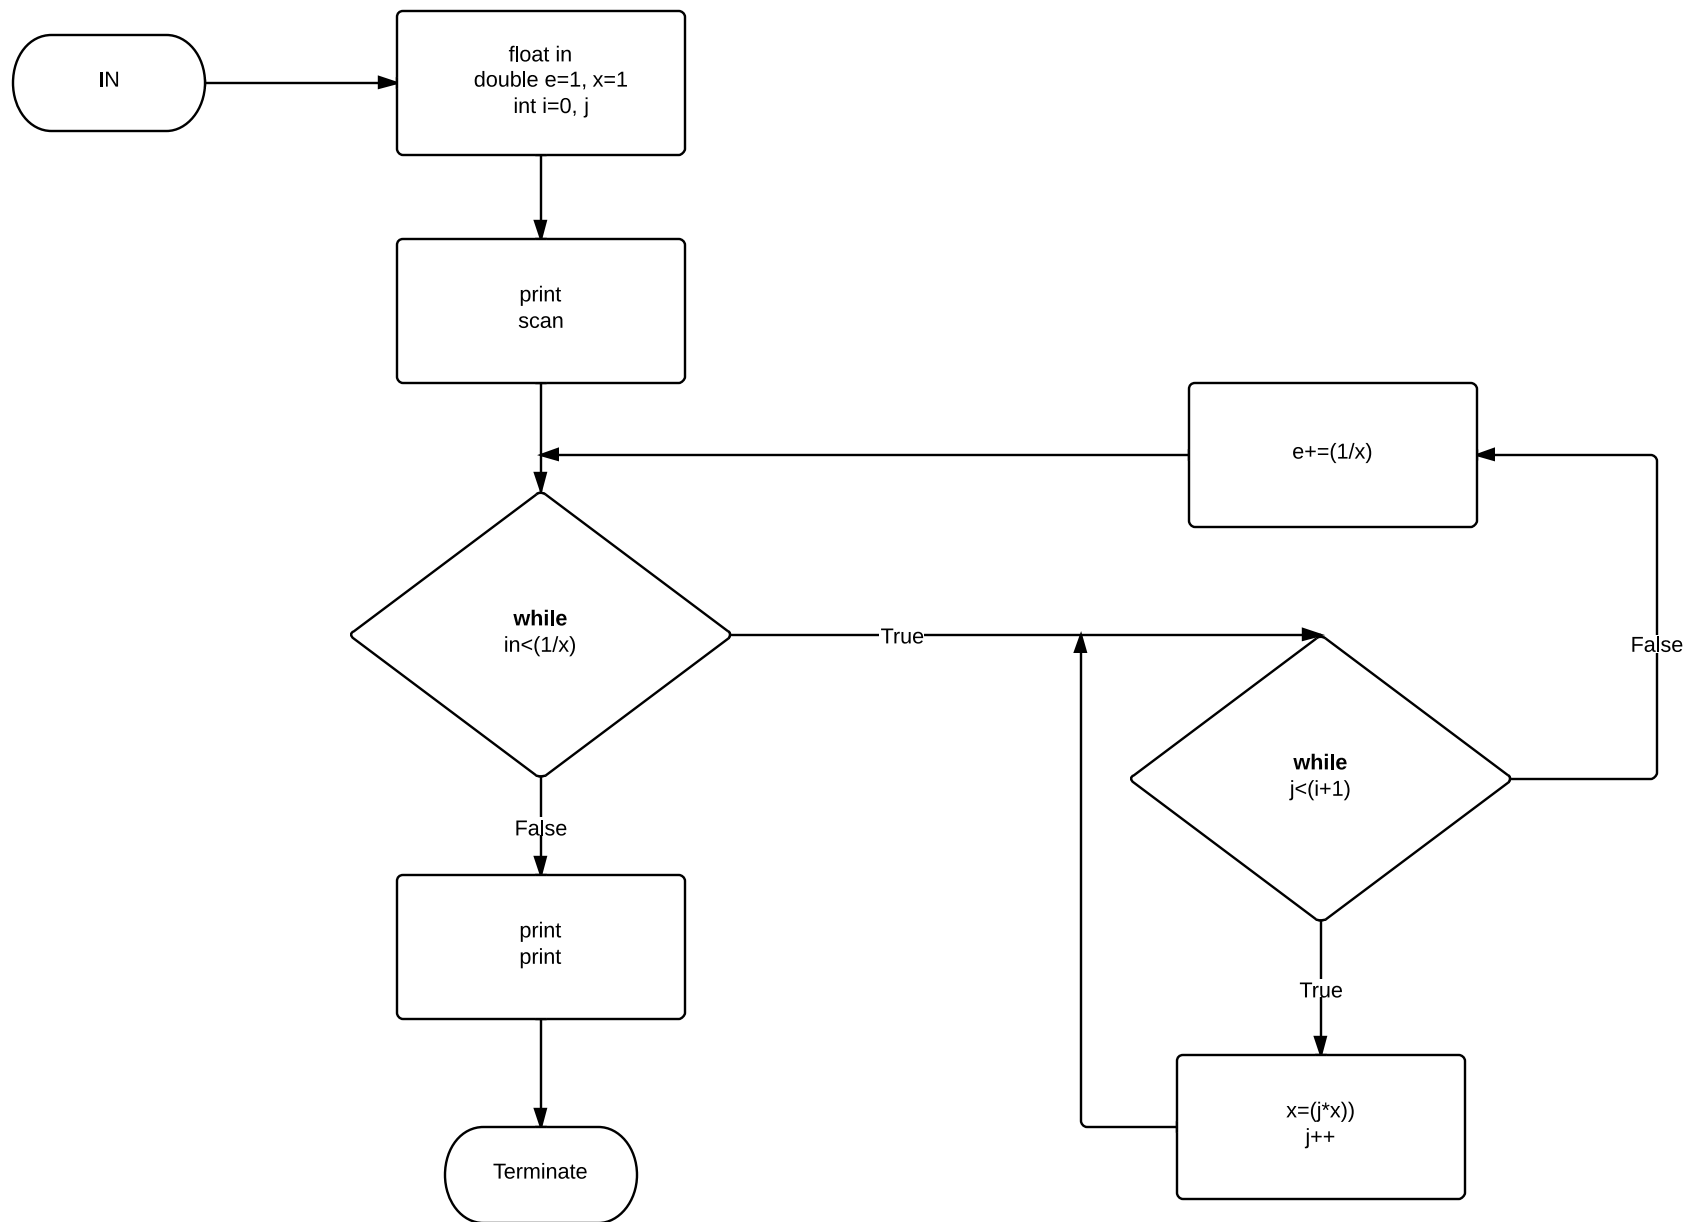 IN
float in
double e=1, x=1
int i=0, j
print
scan
e+=(1/x)
while
in<(1/x)
True
False
while
j<(i+1)
False
print
print
True
x=(j*x))
j++
Terminate